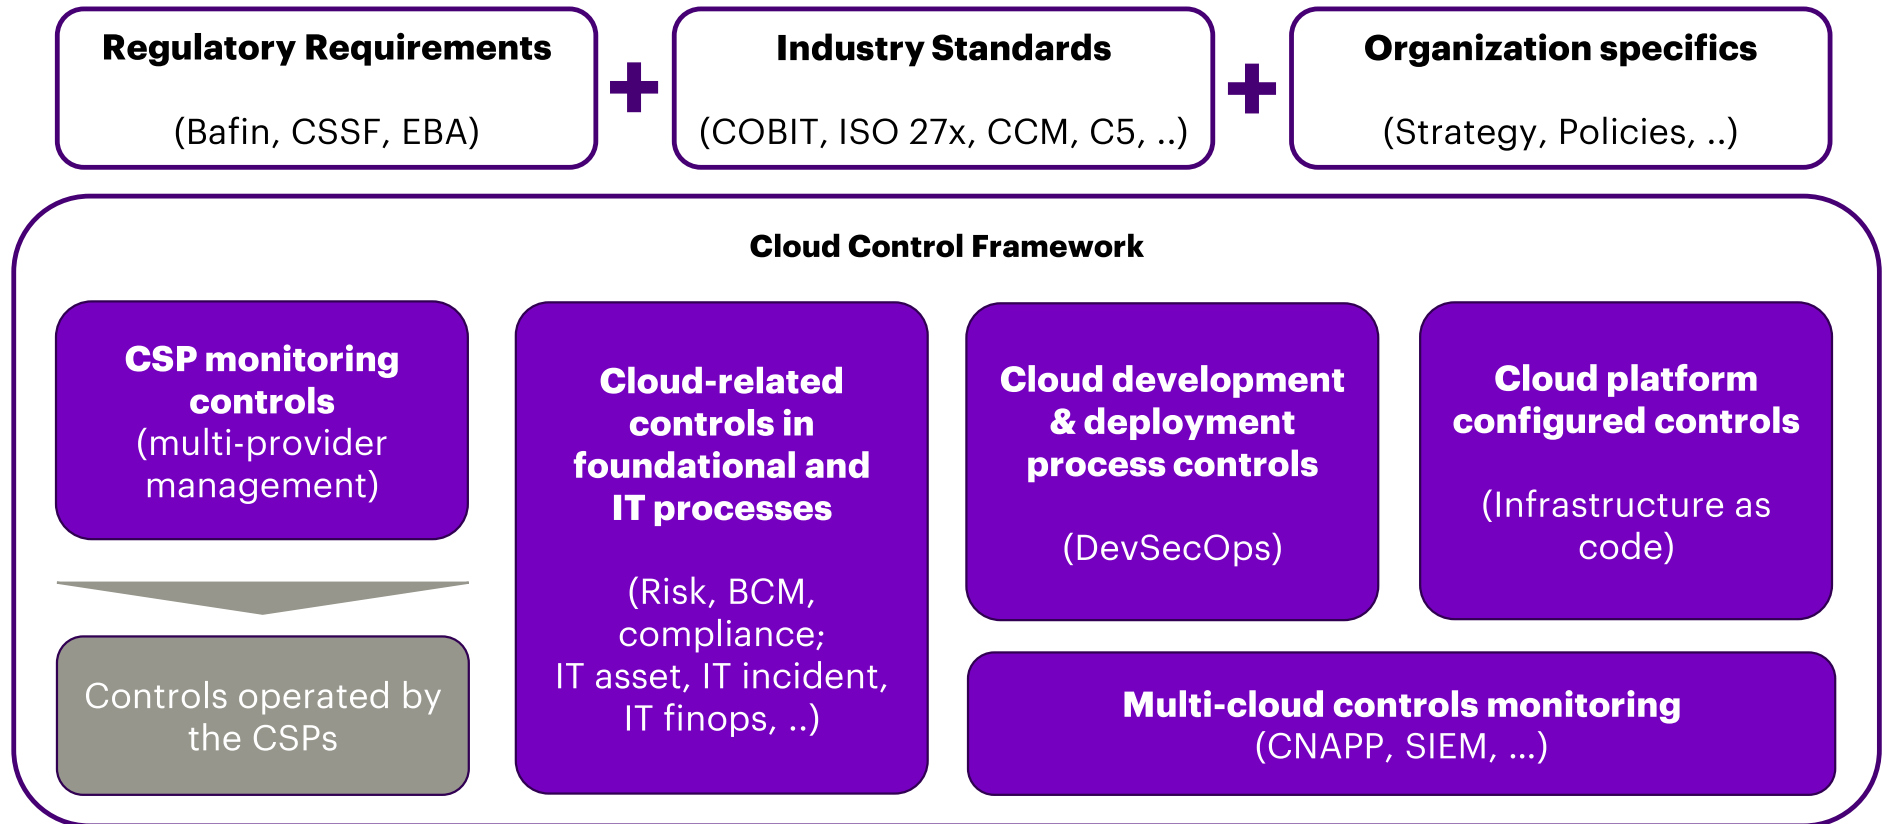 Regulatory Requirements
(Bafin, CSSF, EBA)
+
Industry Standards
(COBIT, ISO 27x, CCM, C5, ..)
+
Organization specifics
(Strategy, Policies, ..)
Cloud Control Framework
CSP monitoring
controls
(multi-provider
management)
Controls operated by
the CSPs
Cloud-related
controls in
foundational and
IT processes
(Risk, BCM,
compliance;
IT asset, IT incident,
IT finops, ..)
Cloud development
& deployment
process controls
(DevSecOps)
Cloud platform
configured controls
(Infrastructure as
code)
Multi-cloud controls monitoring
(CNAPP, SIEM, ...)